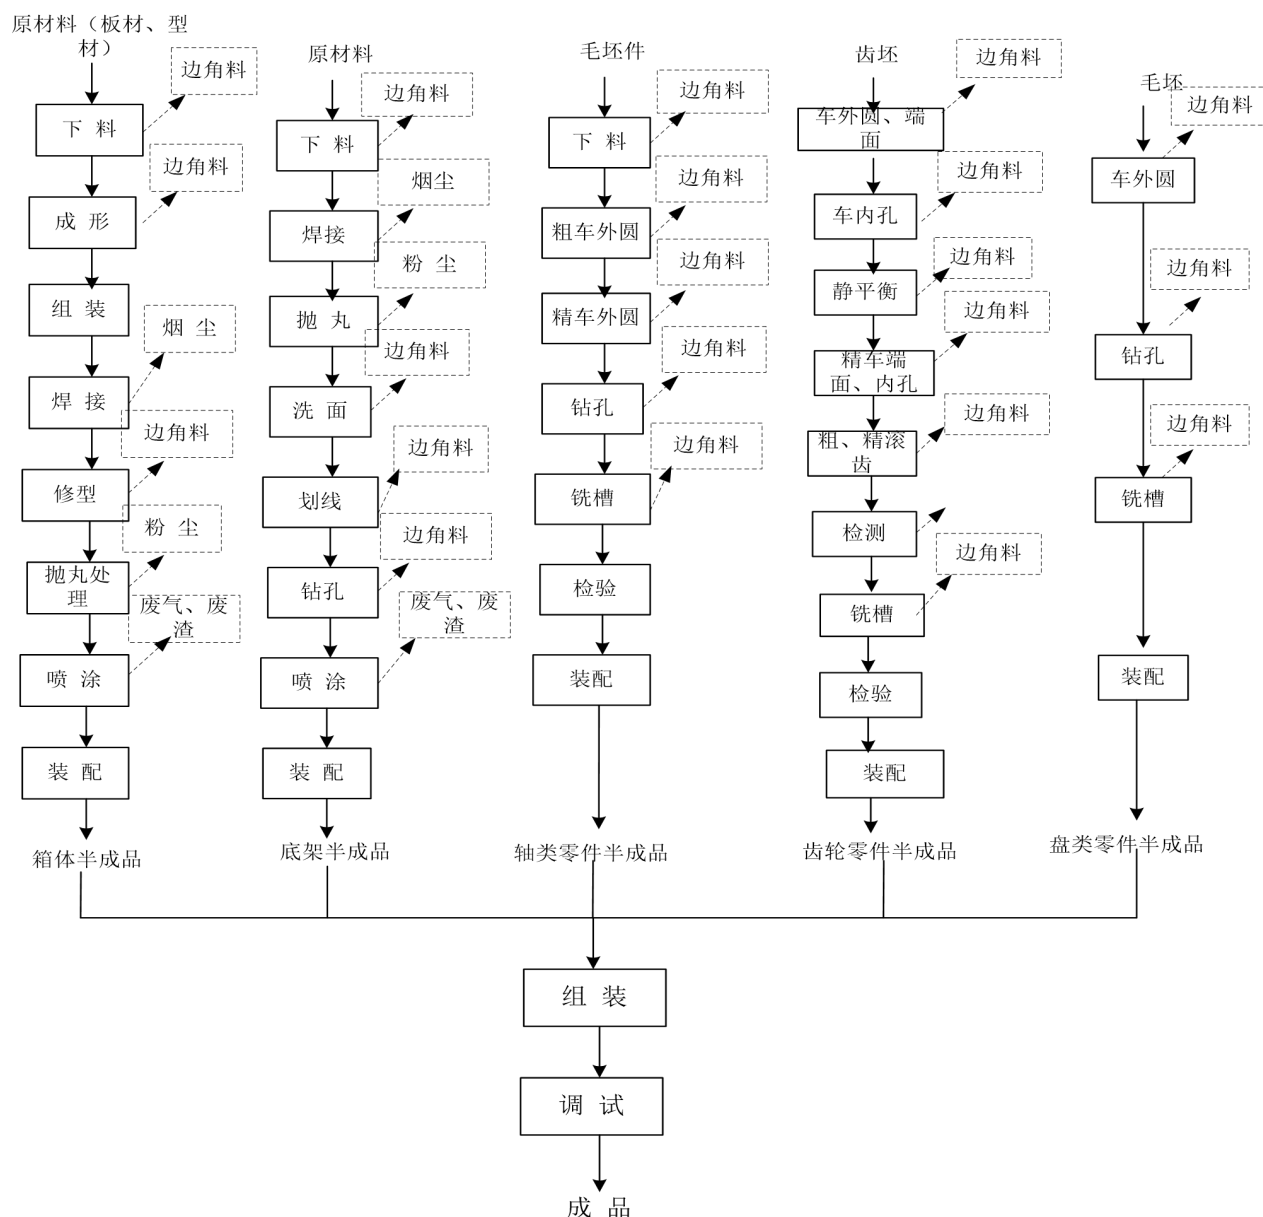 原材料（板材、型
材）
边角料
下 料
边角料
成 形
组 装
烟 尘
焊 接
边角料
修型
粉 尘
抛丸处
理
废气、废
渣
喷 涂
装 配
箱体半成品
原材料
边角料
下 料
烟尘
焊接
粉 尘
抛 丸
边角料
洗 面
边角料
划线
边角料
钻孔
废气、废
渣
喷 涂
装 配
底架半成品
毛坯件
边角料
下 料
边角料
粗车外圆
边角料
精车外圆
边角料
钻孔
边角料
铣槽
检验
装配
轴类零件半成品
齿坯
边角料
车外圆、端
面
边角料
车内孔
边角料
静平衡
边角料
精车端
面、内孔
边角料
粗、精滚
齿
检测
边角料
铣槽
检验
装配
齿轮零件半成品
毛坯
边角料
车外圆
边角料
钻孔
边角料
铣槽
装配
盘类零件半成品
组 装
调 试
成 品